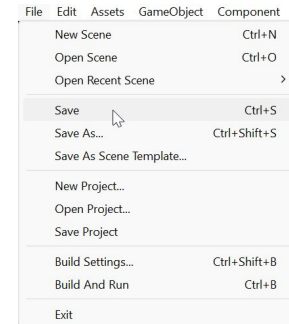 File Edit Assets GameObject Component
New Scene Ctrl+N
Open Scene Ctrl+O
Open Recent Scene >
Save Ctrl+S
Save As... Ctrl+Shift+S
Save As Scene Template...
New Project...
Open Project...
Save Project
Build Settings... Ctrl+Shift+B
Build And Run Ctrl+B
Exit